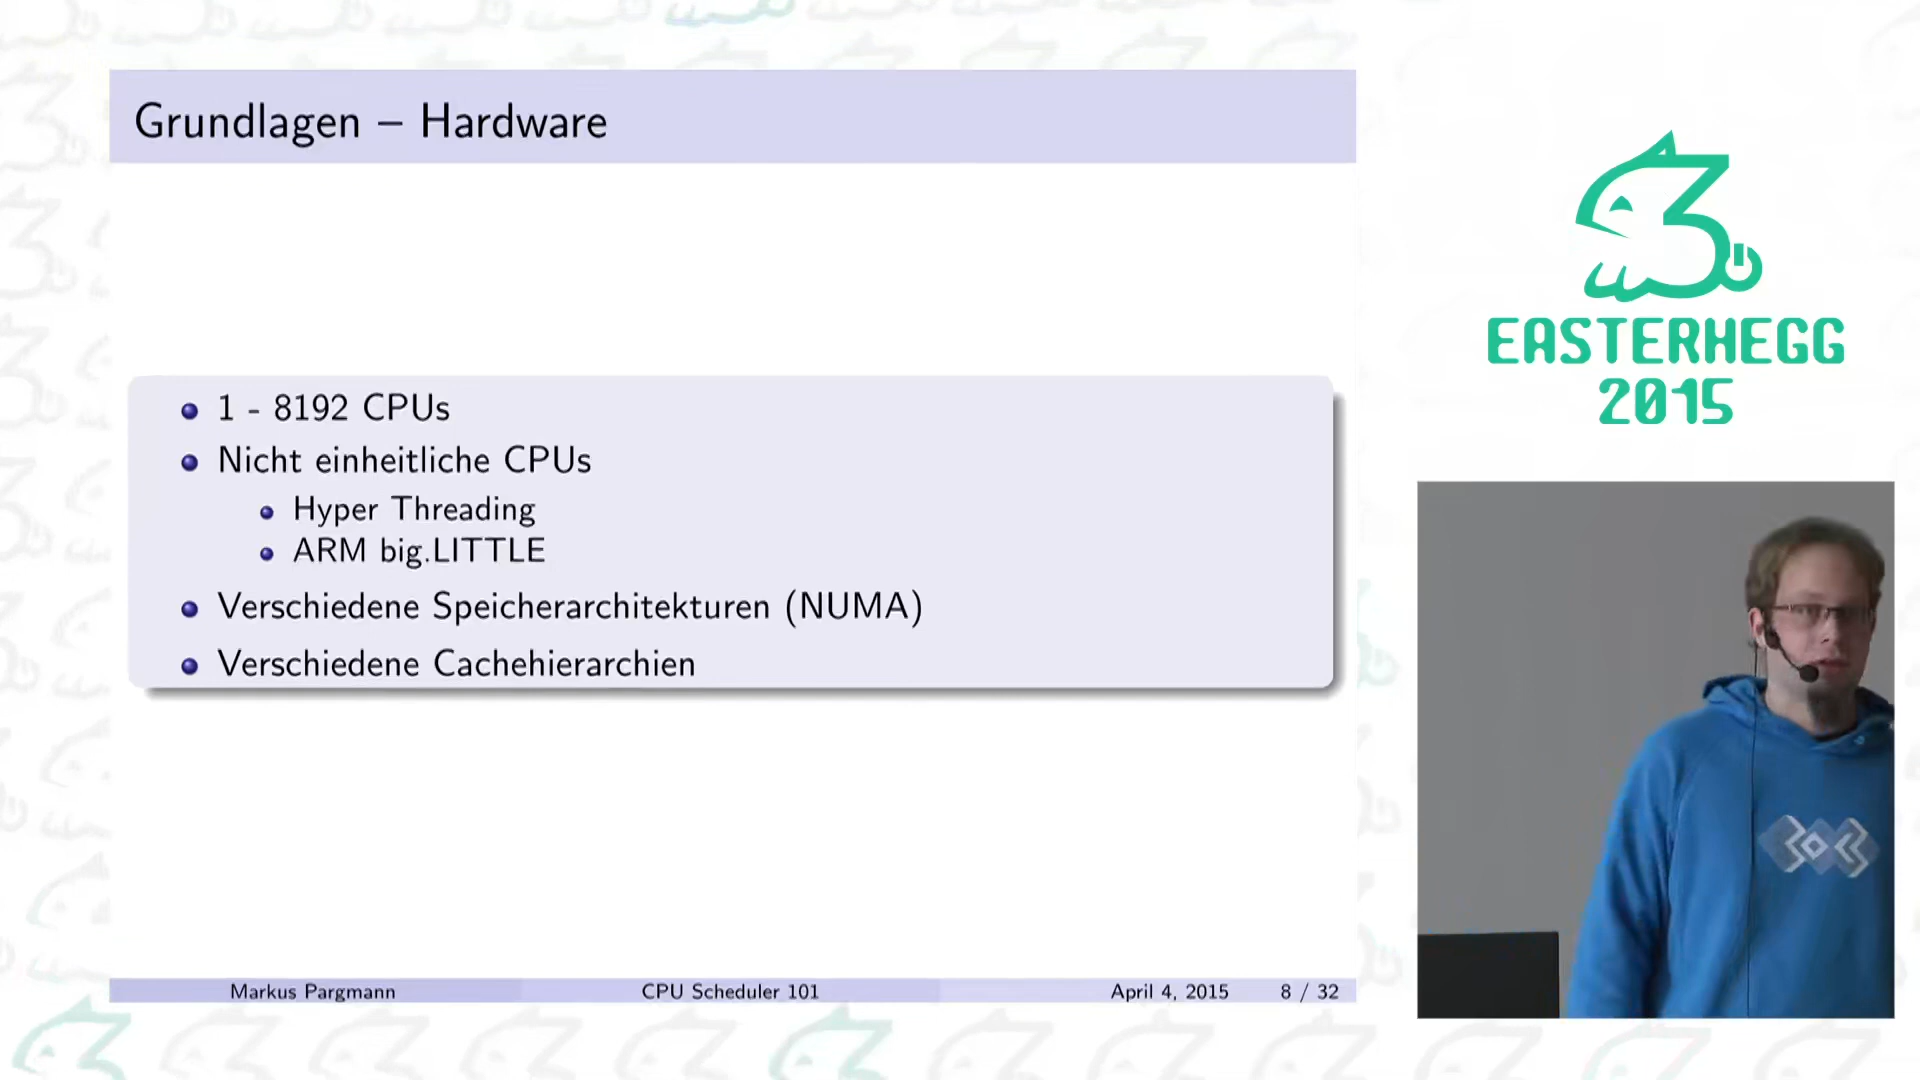 Grundlagen – Hardware
1 - 8192 CPUs
Nicht einheitliche CPUs
Hyper Threading
ARM big.LITTLE
Verschiedene Speicherarchitekturen (NUMA)
Verschiedene Cachehierarchien
Markus Pargmann
CPU Scheduler 101
April 4, 2015
8 / 32
EASTERHEGG
2015